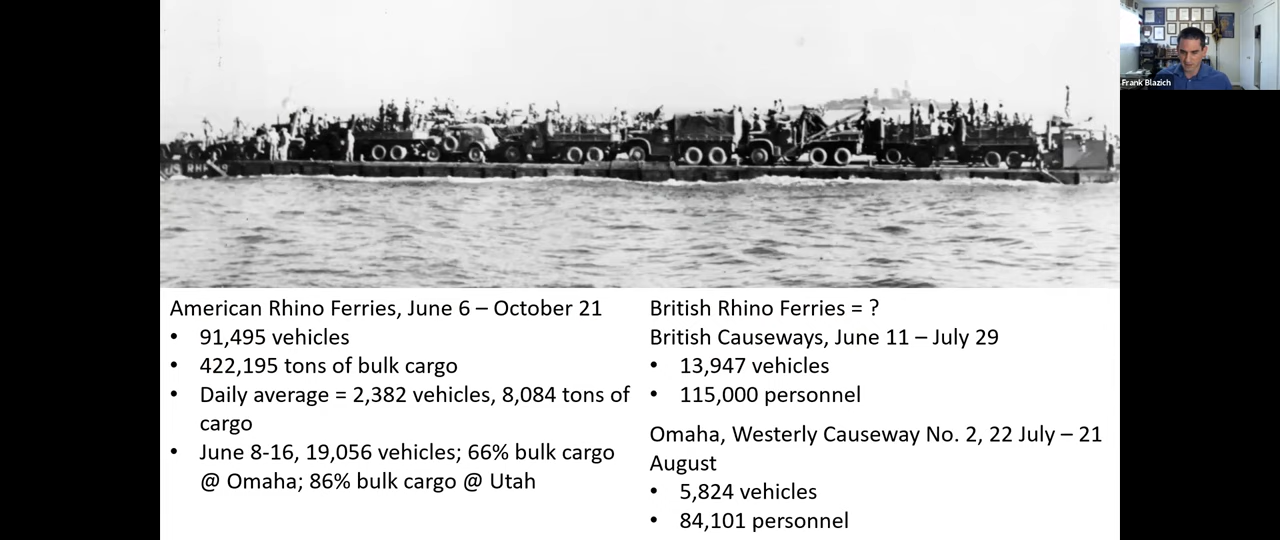 Frank Blazich
American Rhino Ferries, June 6 – October 21
• 91,495 vehicles
• 422,195 tons of bulk cargo
• Daily average = 2,382 vehicles, 8,084 tons of
cargo
• June 8-16, 19,056 vehicles; 66% bulk cargo
@ Omaha; 86% bulk cargo @ Utah
British Rhino Ferries = ?
British Causeways, June 11 – July 29
• 13,947 vehicles
• 115,000 personnel
Omaha, Westerly Causeway No. 2, 22 July – 21
August
• 5,824 vehicles
• 84,101 personnel